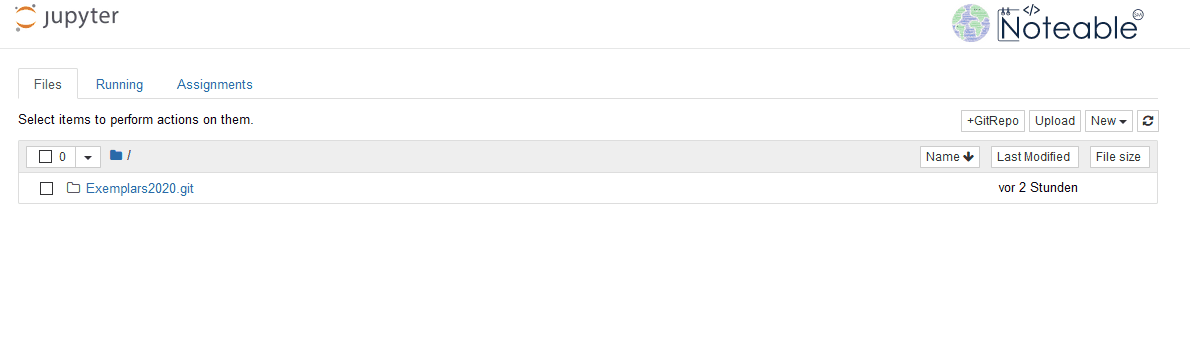 jupyter
</> Noteable SM
Files Running Assignments
Select items to perform actions on them.
+GitRepo Upload New
0 / Name Last Modified File size
Exemplars2020.git vor 2 Stunden